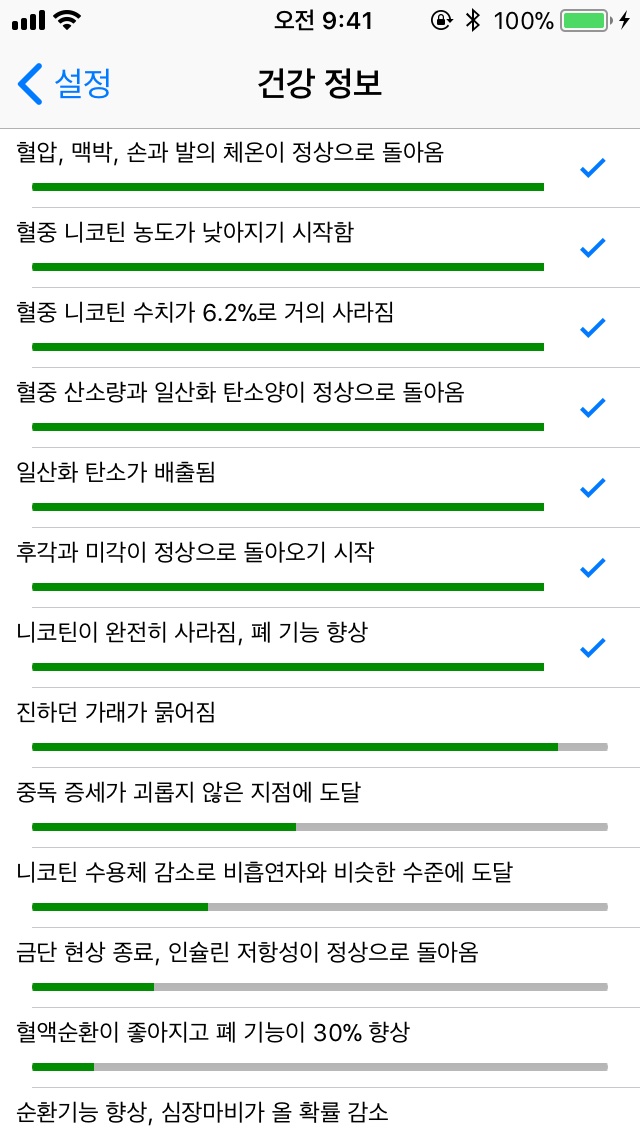 오전 9:41
100%
설정
건강 정보
혈압, 맥박, 손과 발의 체온이 정상으로 돌아옴
혈중 니코틴 농도가 낮아지기 시작함
혈중 니코틴 수치가 6.2%로 거의 사라짐
혈중 산소량과 일산화 탄소양이 정상으로 돌아옴
일산화 탄소가 배출됨
후각과 미각이 정상으로 돌아오기 시작
니코틴이 완전히 사라짐, 폐 기능 향상
진하던 가래가 묽어짐
중독 증세가 괴롭지 않은 지점에 도달
니코틴 수용체 감소로 비흡연자와 비슷한 수준에 도달
금단 현상 종료, 인슐린 저항성이 정상으로 돌아옴
혈액순환이 좋아지고 폐 기능이 30% 향상
순환기능 향상, 심장마비가 올 확률 감소